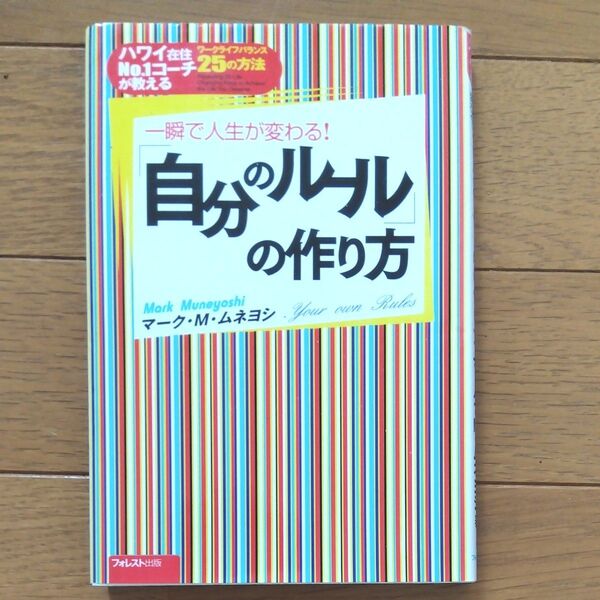 ハワイ在住
No.1コーチ
が教える
ワークライフバランス
25の方法
一瞬で人生が変わる!
「自分のルール」
の作り方
Mark Muneyoshi
マーク・M・ムネヨシ
Your own Rules
フォレスト出版